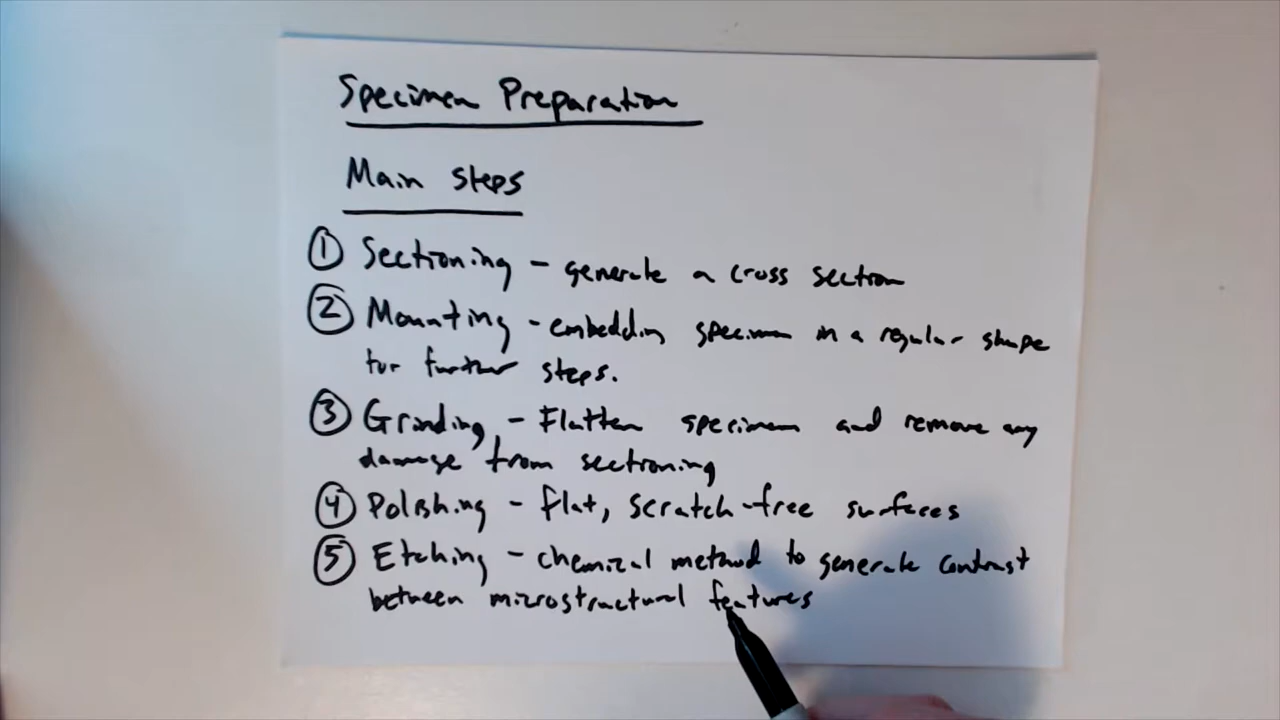 Specimen Preparation
Main steps
① Sectioning - generate a cross section
② Mounting - embedding specimen in a regular shape
for further steps.
③ Grinding - Flatten specimen and remove any
damage from sectioning
④ Polishing - flat, scratch-free surfaces
⑤ Etching - chemical method to generate contrast
between microstructural features